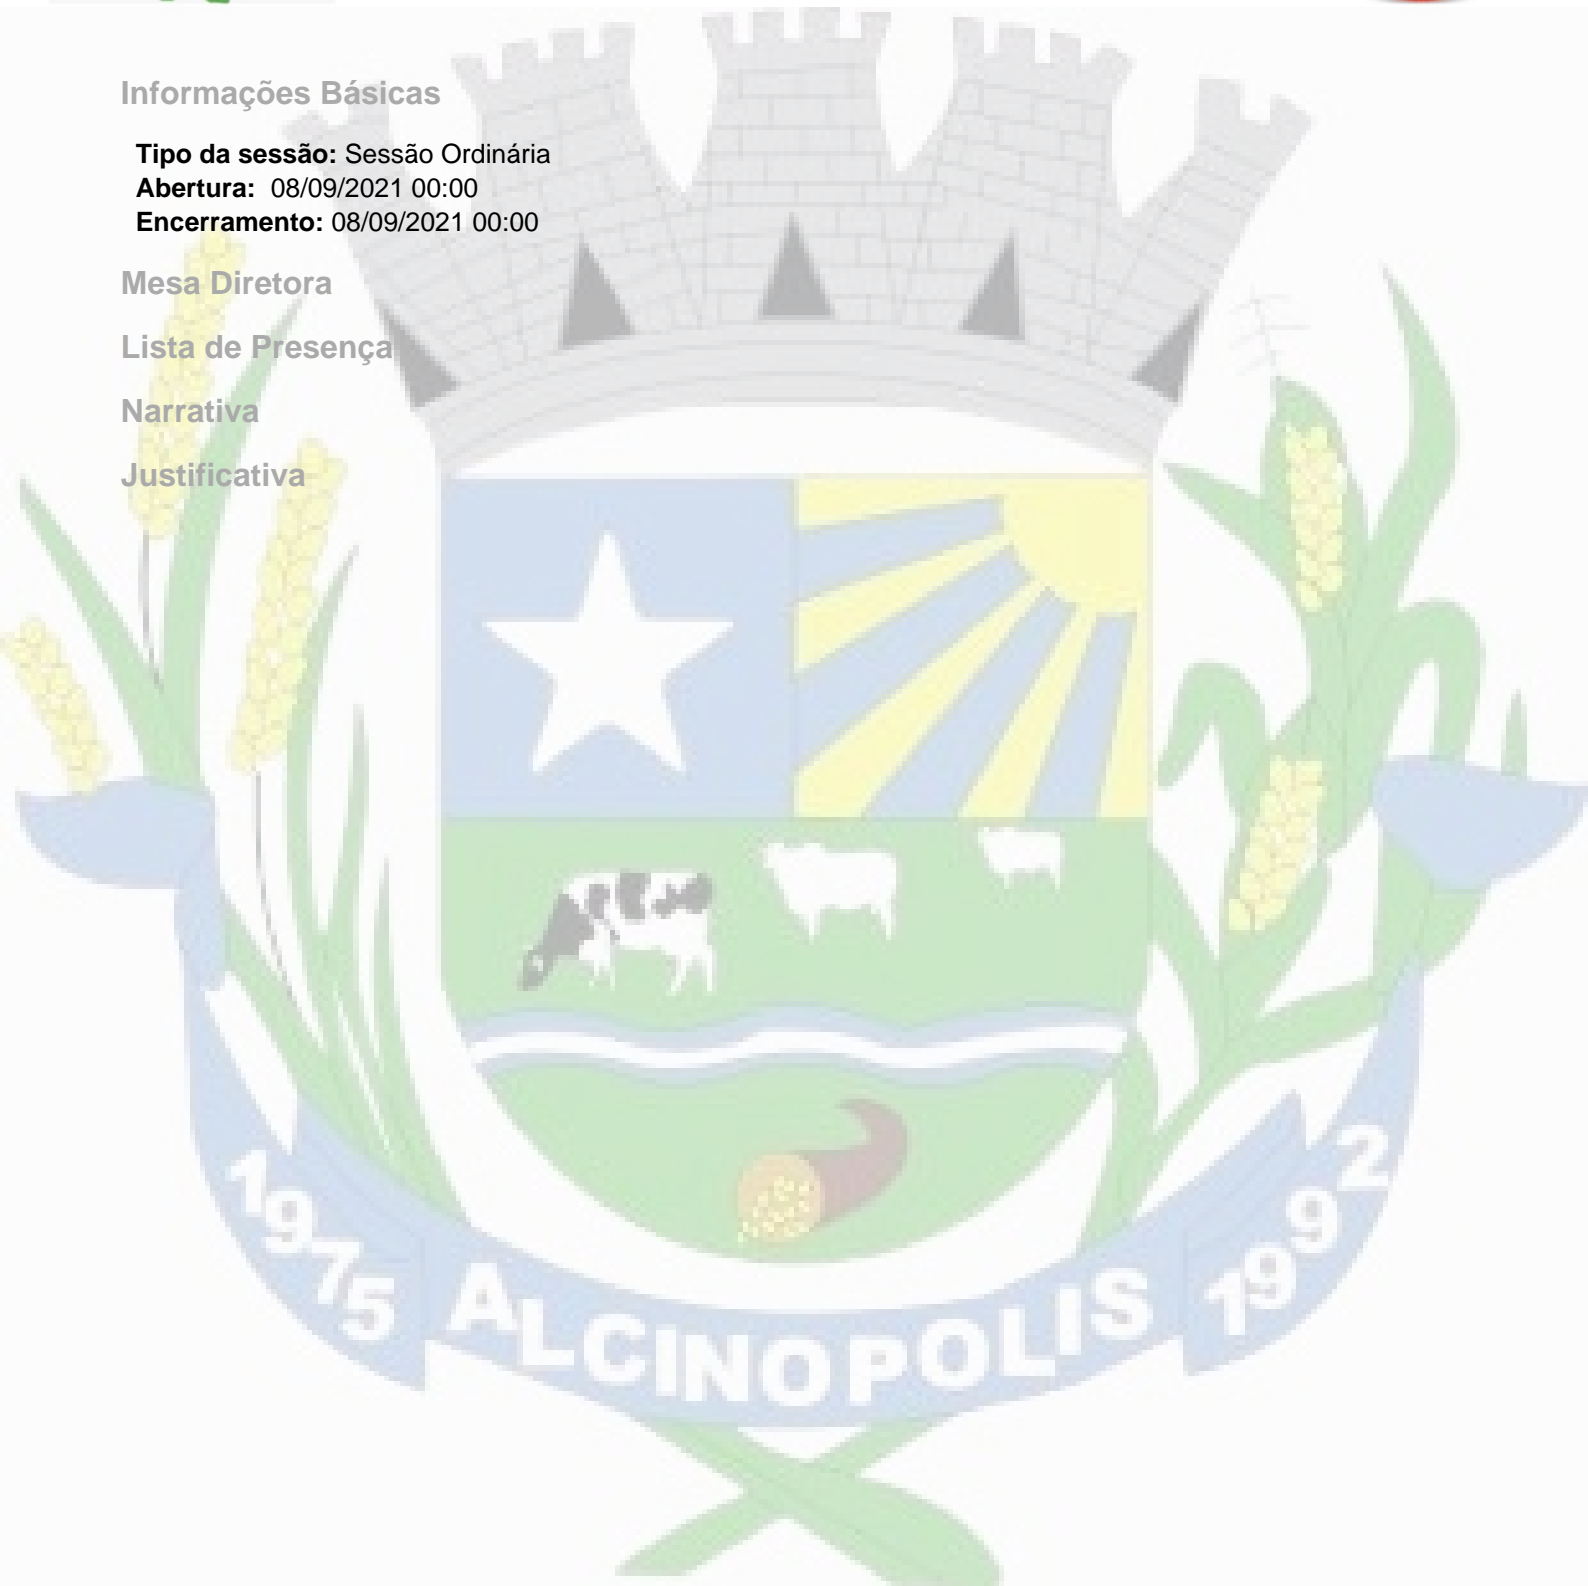 Informações Básicas
Tipo da sessão: Sessão Ordinária
Abertura: 08/09/2021 00:00
Encerramento: 08/09/2021 00:00
Mesa Diretora
Lista de Presença
Narrativa
Justificativa
1975 ALCINOPOLIS 1992